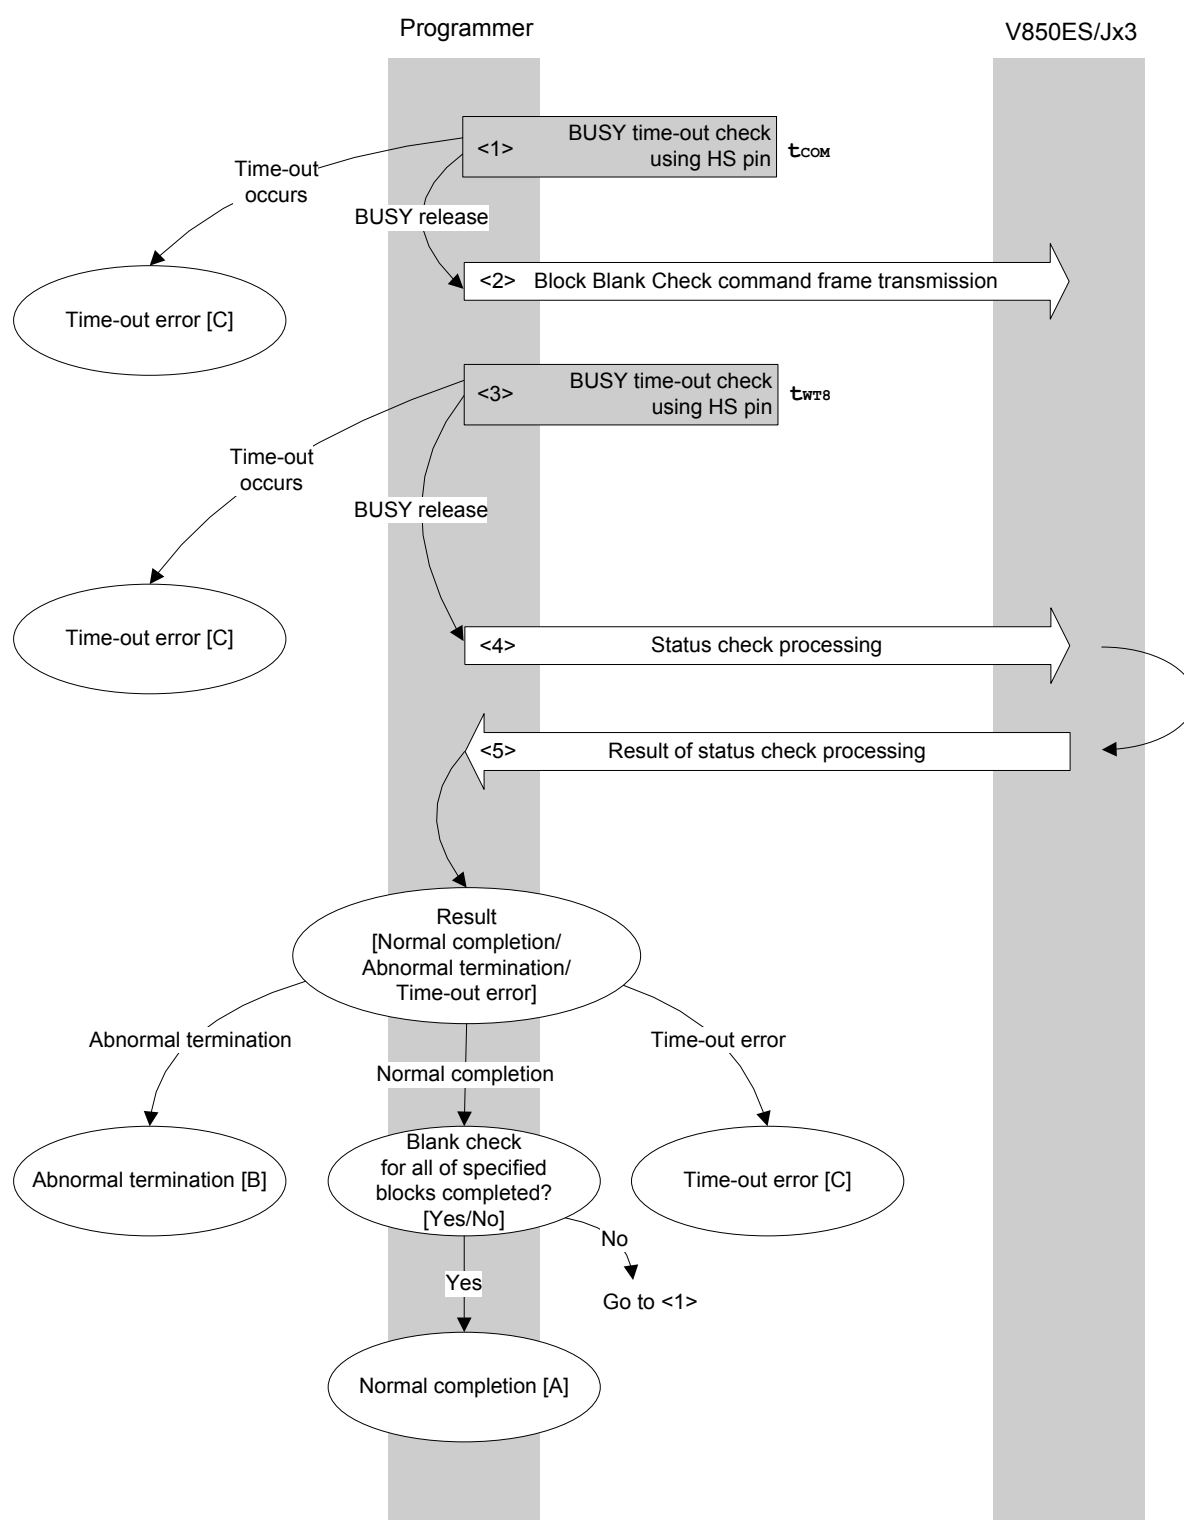 Programmer
V850ES/Jx3
<1> BUSY time-out check
using HS pin
tCOM
Time-out
occurs
BUSY release
<2> Block Blank Check command frame transmission
Time-out error [C]
<3> BUSY time-out check
using HS pin
tWT8
Time-out
occurs
BUSY release
Time-out error [C]
<4> Status check processing
<5> Result of status check processing
Result
[Normal completion/
Abnormal termination/
Time-out error]
Abnormal termination
Time-out error
Normal completion
Abnormal termination [B]
Blank check
for all of specified
blocks completed?
[Yes/No]
Time-out error [C]
No
Yes
Go to <1>
Normal completion [A]